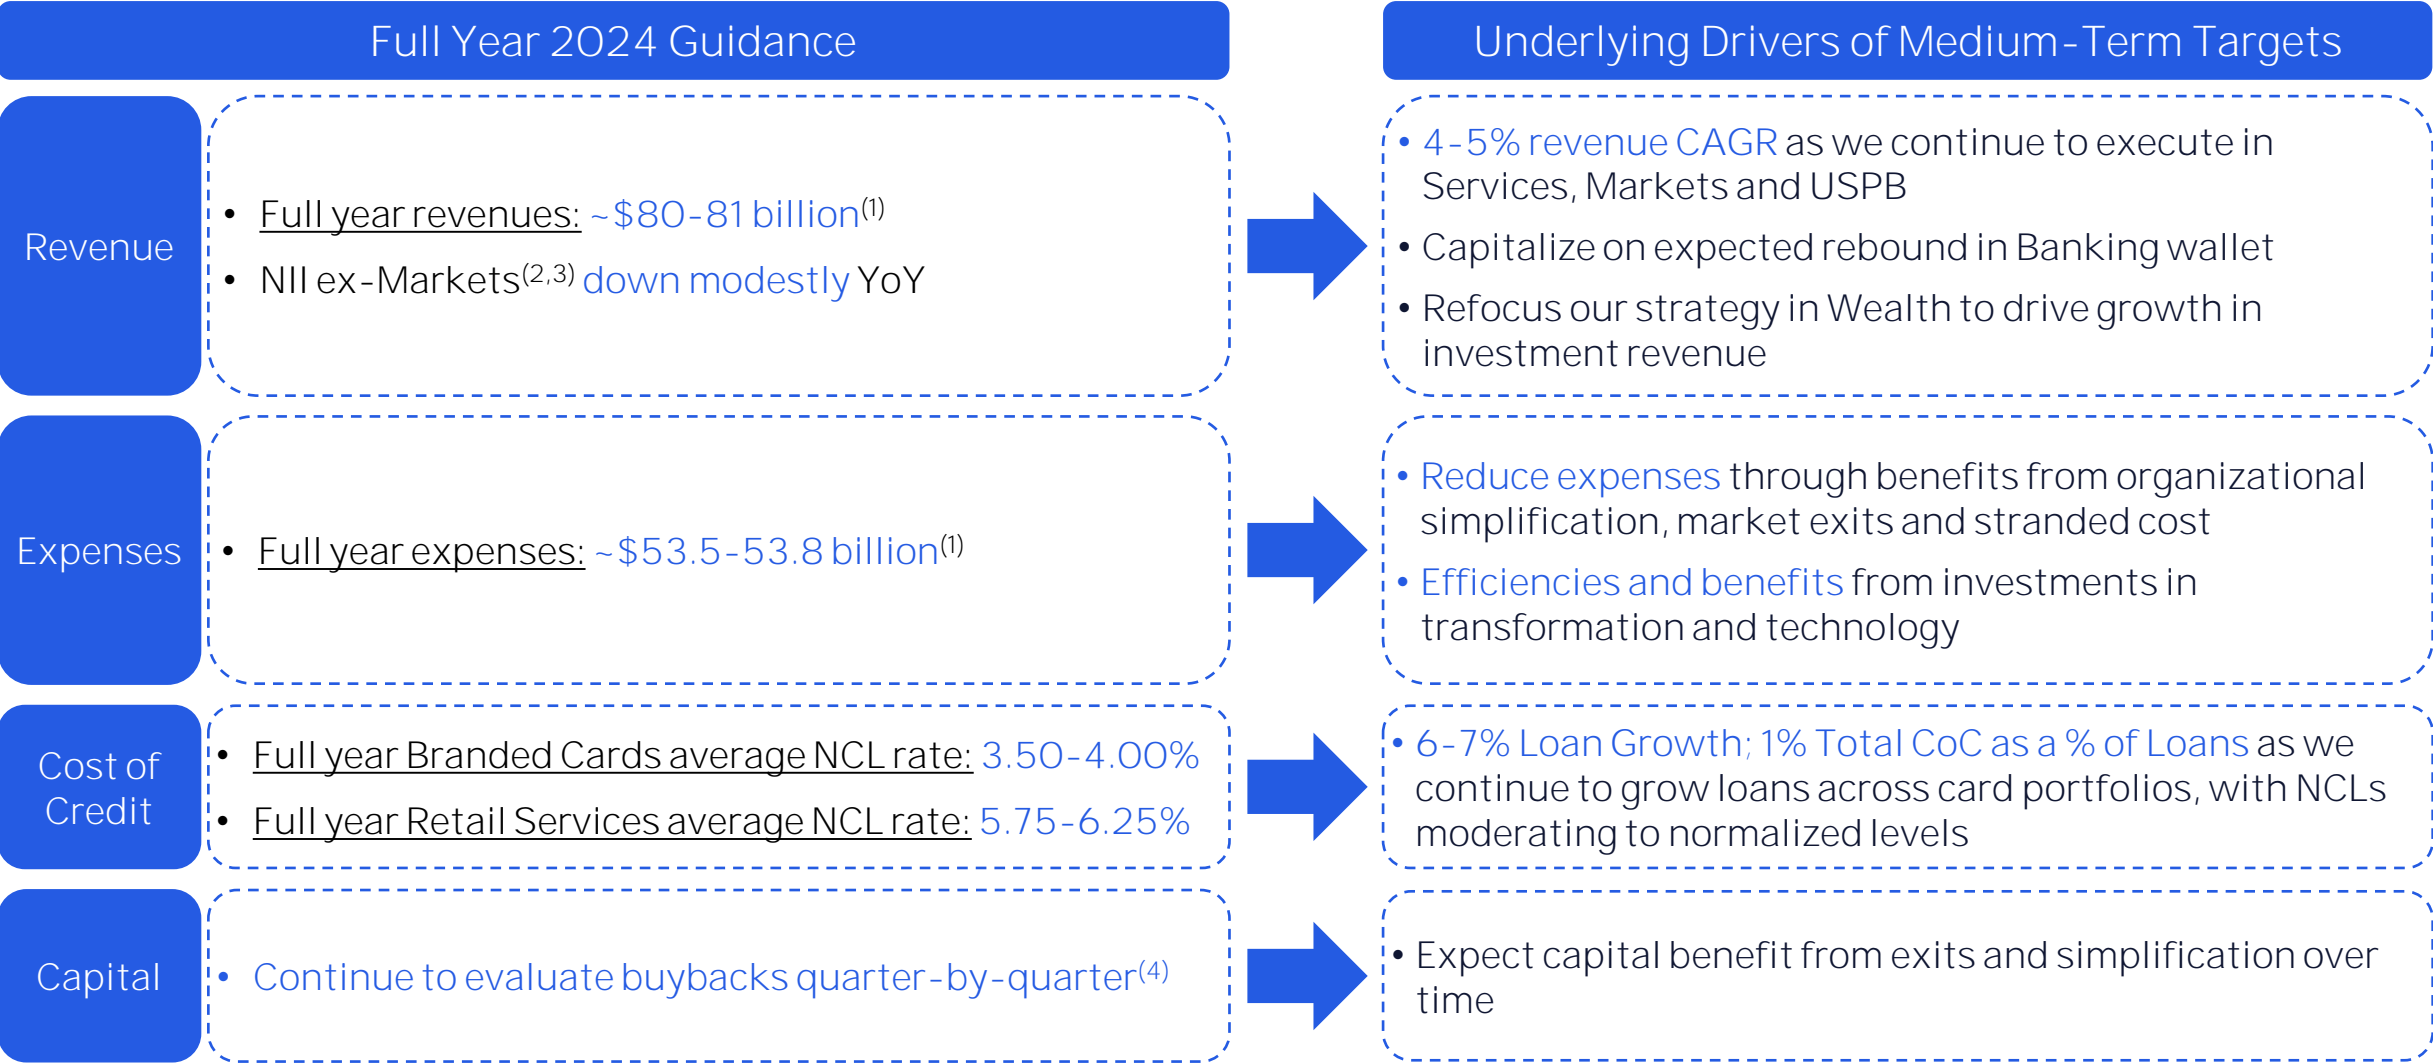 Full Year 2024 Guidance
Underlying Drivers of Medium-Term Targets
Revenue
• Full year revenues: ~$80-81 billion(1)
• NII ex-Markets(2,3) down modestly YoY
• 4-5% revenue CAGR as we continue to execute in
Services, Markets and USPB
• Capitalize on expected rebound in Banking wallet
• Refocus our strategy in Wealth to drive growth in
investment revenue
Expenses
• Full year expenses: ~$53.5-53.8 billion(1)
• Reduce expenses through benefits from organizational
simplification, market exits and stranded cost
• Efficiencies and benefits from investments in
transformation and technology
Cost of
Credit
• Full year Branded Cards average NCL rate: 3.50-4.00%
• Full year Retail Services average NCL rate: 5.75-6.25%
• 6-7% Loan Growth; 1% Total CoC as a % of Loans as we
continue to grow loans across card portfolios, with NCLs
moderating to normalized levels
Capital
• Continue to evaluate buybacks quarter-by-quarter(4)
• Expect capital benefit from exits and simplification over
time